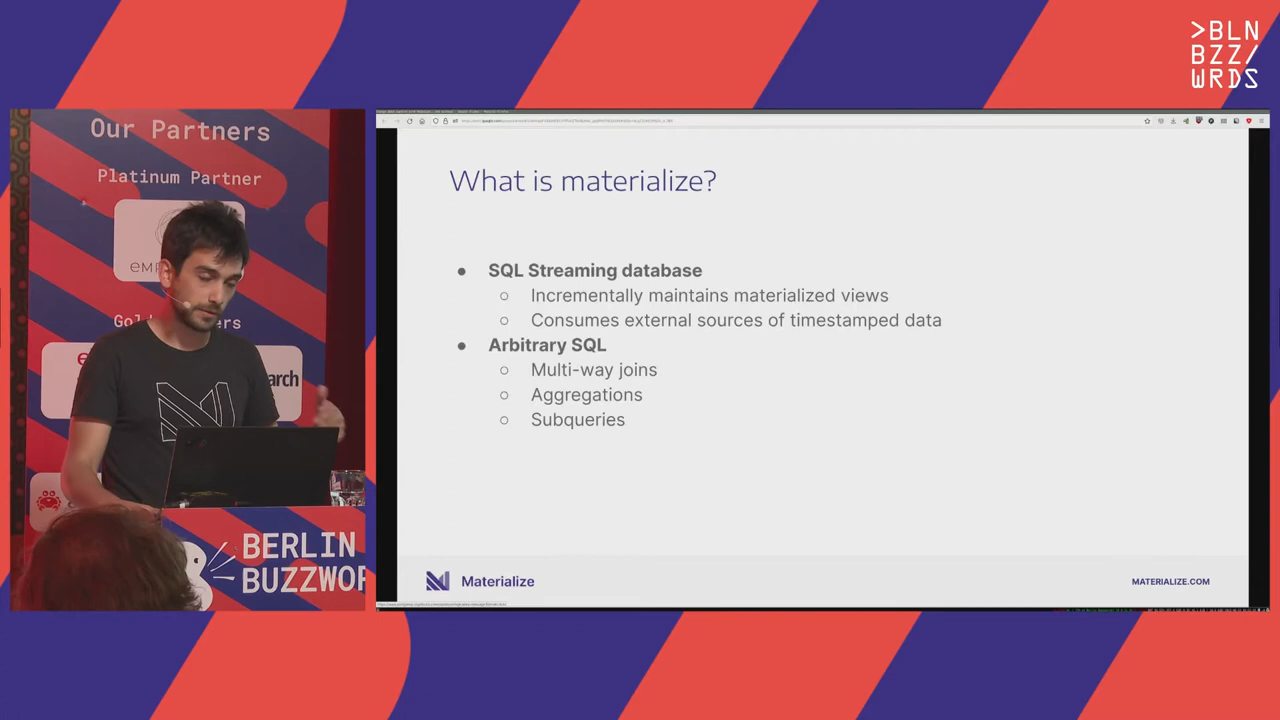 >BLN
BZZ/
WRDS
Our Partners
Platinum Partner
What is materialize?
● SQL Streaming database
○ Incrementally maintains materialized views
○ Consumes external sources of timestamped data
● Arbitrary SQL
○ Multi-way joins
○ Aggregations
○ Subqueries
BERLIN
Materialize
MATERIALIZE.COM